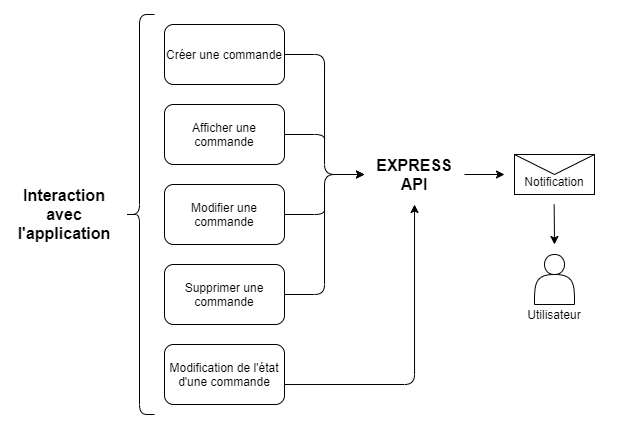 Interaction
avec
l'application
Créer une commande
Afficher une
commande
Modifier une
commande
Supprimer une
commande
Modification de l'état
d'une commande
EXPRESS
API
Notification
Utilisateur